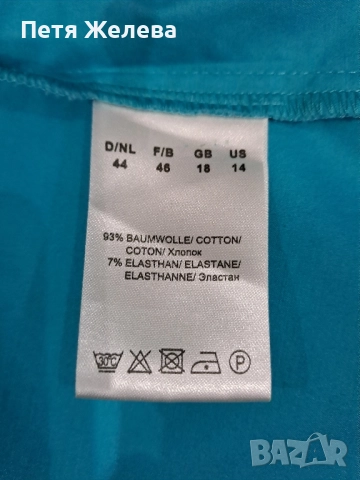 Петя Желева
D/NL F/B GB US
44 46 18 14
93% BAUMWOLLE/ COTTON/
COTON/ Хлопок
7% ELASTHAN/ ELASTANE/
ELASTHANNE/ Эластан
30°C P
BAZAR